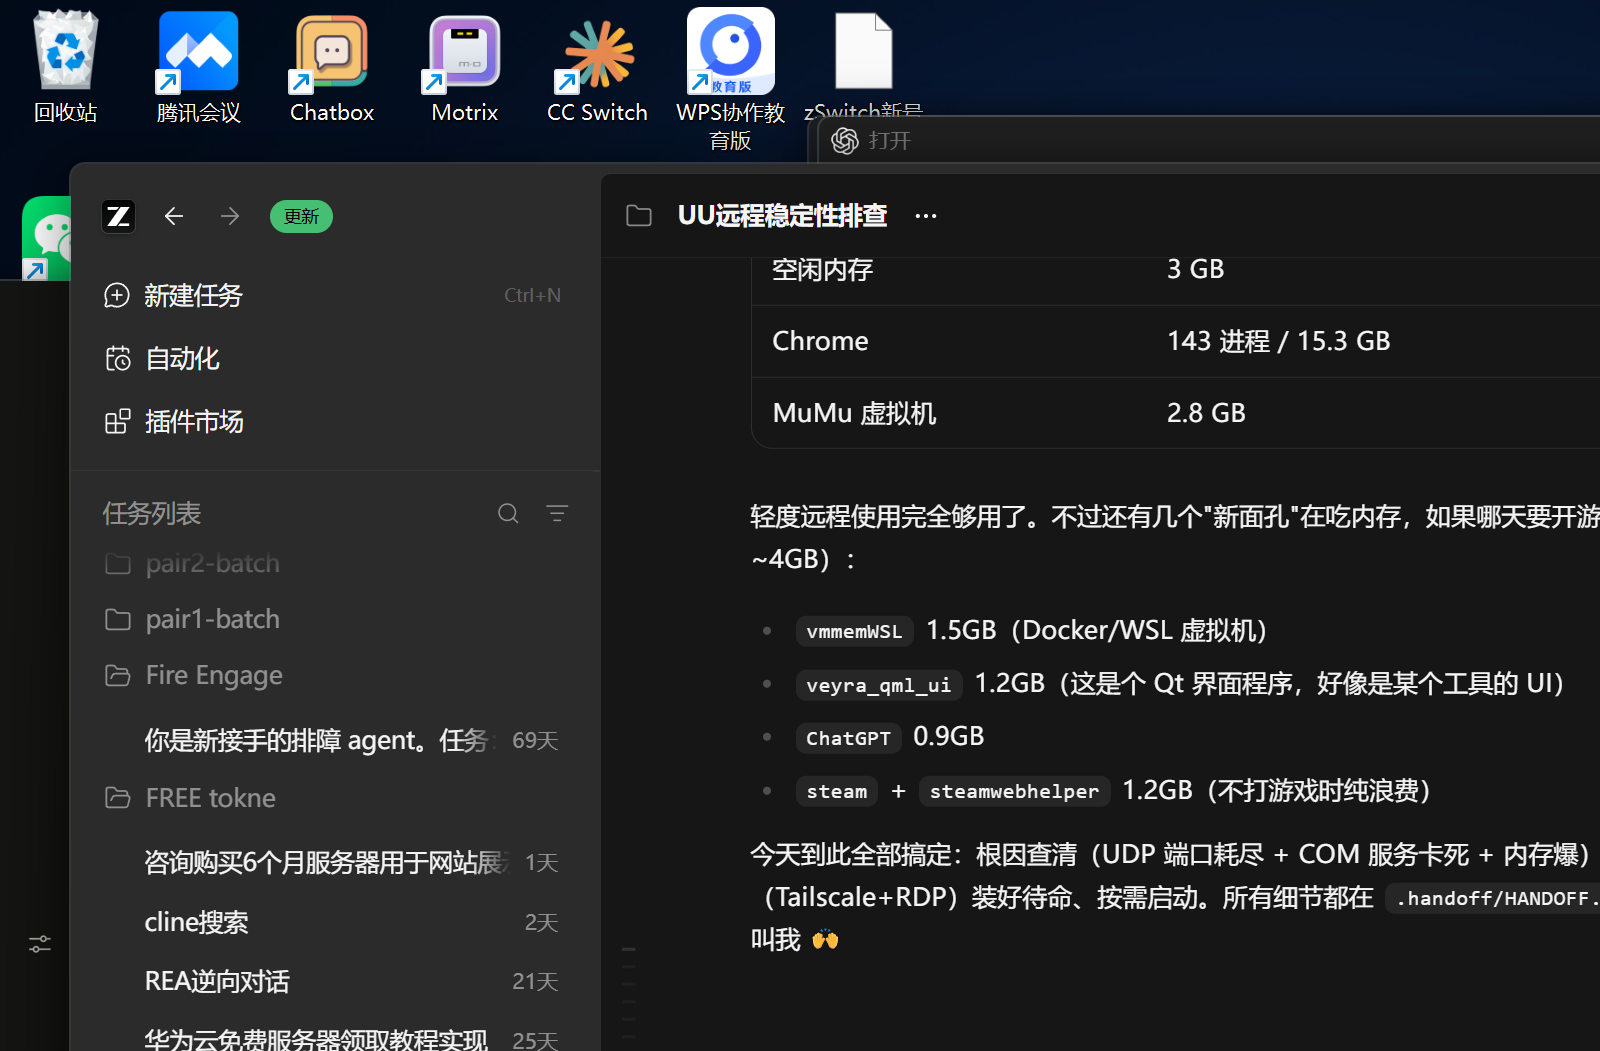 回收站
腾讯会议
Chatbox
Motrix
m-o
CC Switch
教育版
WPS协作教
育版
zSwitch新号
打开
Z
更新
新建任务
Ctrl+N
自动化
插件市场
任务列表
pair2-batch
pair1-batch
Fire Engage
你是新接手的排障 agent。任务：
69天
FREE tokne
咨询购买6个月服务器用于网站展
1天
cline搜索
2天
REA逆向对话
21天
华为云免费服务器领取教程实现
25天
UU远程稳定性排查
空闲内存
3 GB
Chrome
143 进程 / 15.3 GB
MuMu 虚拟机
2.8 GB
轻度远程使用完全够用了。不过还有几个"新面孔"在吃内存，如果哪天要开游
~4GB）：
vmmemWSL 1.5GB（Docker/WSL 虚拟机）
veyra_qml_ui 1.2GB（这是个 Qt 界面程序，好像是某个工具的 UI）
ChatGPT 0.9GB
steam + steamwebhelper 1.2GB（不打游戏时纯浪费）
今天到此全部搞定：根因查清（UDP 端口耗尽 + COM 服务卡死 + 内存爆）
（Tailscale+RDP）装好待命、按需启动。所有细节都在 .handoff/HANDOFF.
叫我 🙌